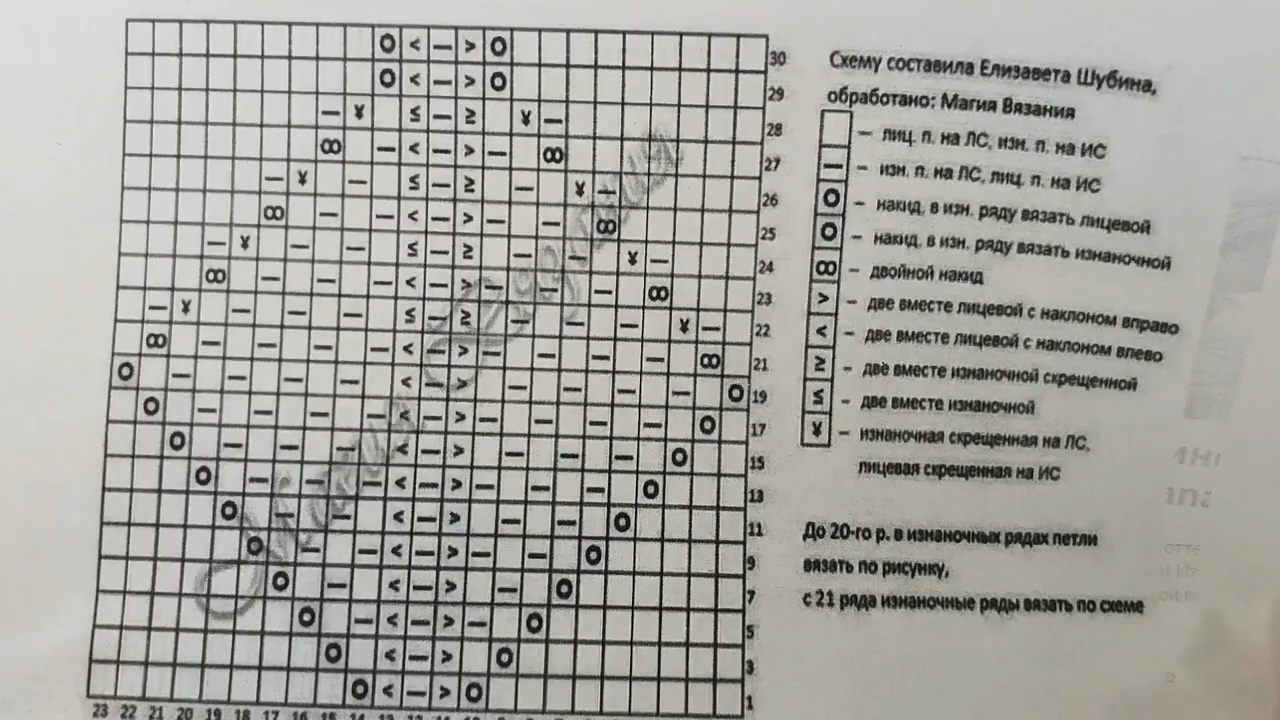 30
29
28
27
26
25
24
23
22
21
19
17
15
13
11
9
7
5
3
1
23 22 21 20 19 18 17 16 15 14 13 12 11 10
Схему составила Елизавета Шубина,
обработано: Магия Вязания
– лиц. п. на ЛС, изн. п. на ИС
– изн. п. на ЛС, лиц. п. на ИС
O – накид, в изн. ряду вязать лицевой
O – накид, в изн. ряду вязать изнаночной
∞ – двойной накид
> – две вместе лицевой с наклоном вправо
< – две вместе лицевой с наклоном влево
≥ – две вместе изнаночной скрещенной
≤ – две вместе изнаночной
¥ – изнаночная скрещенная на ЛС,
лицевая скрещенная на ИС
До 20-го р. в изнаночных рядах петли
вязать по рисунку,
с 21 ряда изнаночные ряды вязать по схеме
Магия Вязания